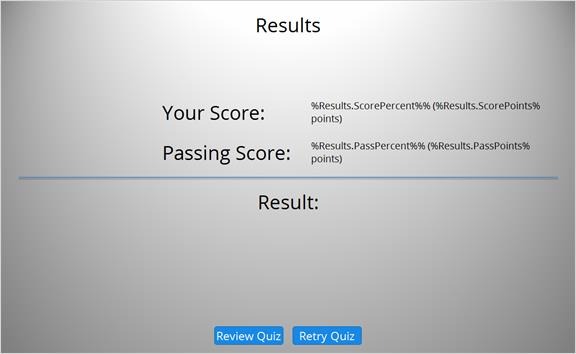 Results
Your Score:
%Results.ScorePercent%% (%Results.ScorePoints%
points)
Passing Score:
%Results.PassPercent%% (%Results.PassPoints%
points)
Result:
Review Quiz
Retry Quiz